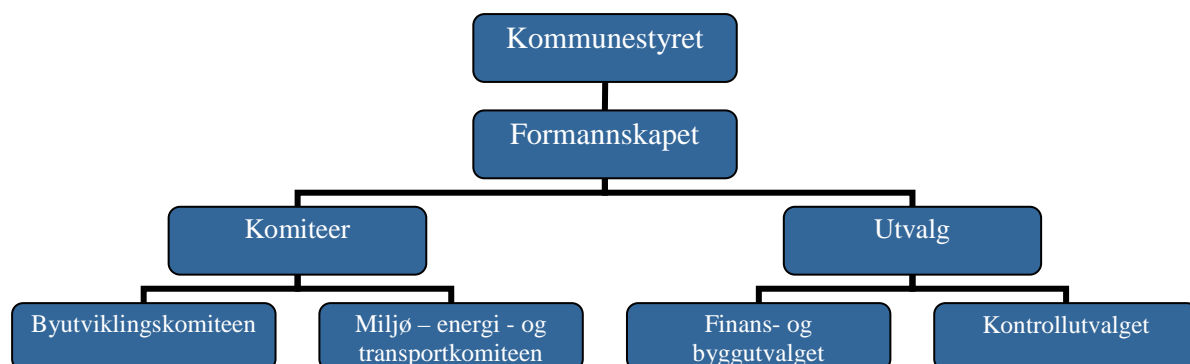 Kommunestyret
Formannskapet
Komiteer
Utvalg
Byutviklingskomiteen
Miljø – energi - og
transportkomiteen
Finans- og
byggutvalget
Kontrollutvalget